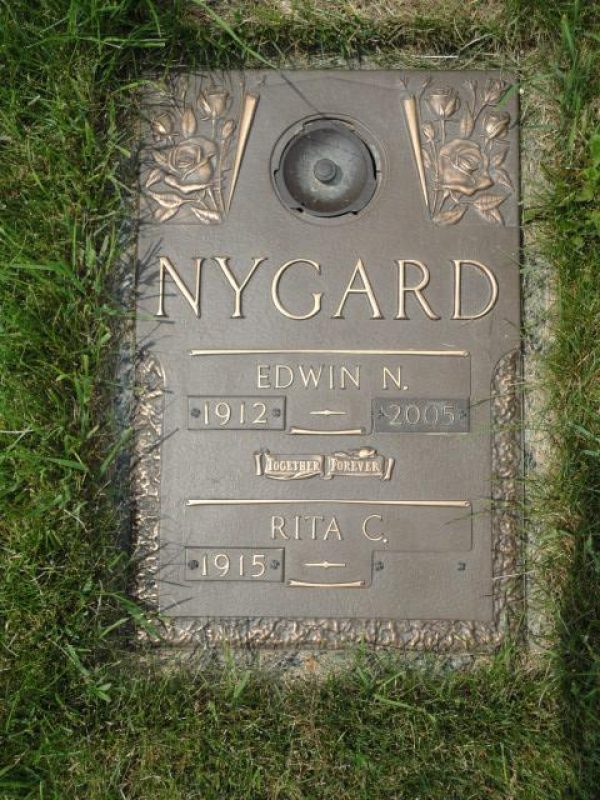 NYGARD
EDWIN N.
1912 2005
TOGETHER FOREVER
RITA C.
1915